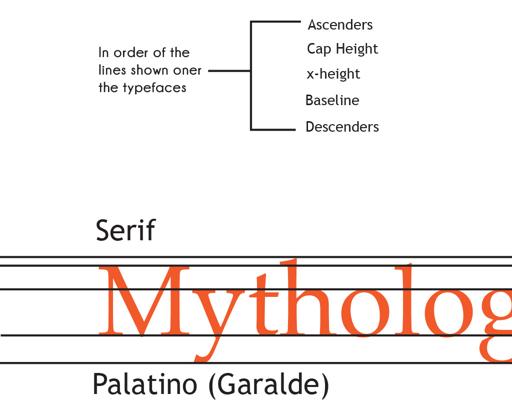 In order of the
lines shown oner
the typefaces
Ascenders
Cap Height
x-height
Baseline
Descenders
Serif
Mytholog
Palatino (Garalde)